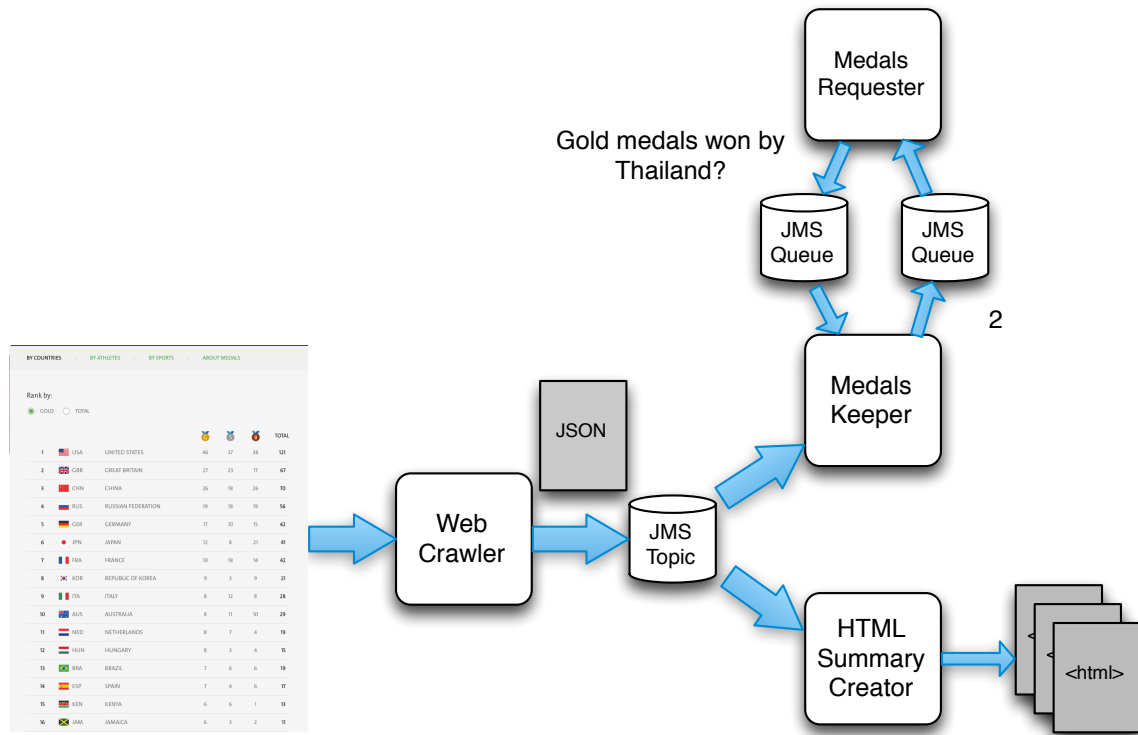 Medals
Requester
Gold medals won by
Thailand?
JMS
Queue
JMS
Queue
2
Medals
Keeper
BY COUNTRIES BY ATHLETES BY SPORTS ABOUT MEDALS
Rank by:
GOLD TOTAL
TOTAL
1 USA UNITED STATES 46 37 38 121
2 GBR GREAT BRITAIN 27 23 17 67
3 CHN CHINA 26 18 26 70
4 RUS RUSSIAN FEDERATION 19 18 19 56
5 GER GERMANY 17 10 15 42
6 JPN JAPAN 12 8 21 41
7 FRA FRANCE 10 18 14 42
8 KOR REPUBLIC OF KOREA 9 3 9 21
9 ITA ITALY 8 12 8 28
10 AUS AUSTRALIA 8 11 10 29
11 NED NETHERLANDS 8 7 4 19
12 HUN HUNGARY 8 3 4 15
13 BRA BRAZIL 7 6 6 19
14 ESP SPAIN 7 4 6 17
15 KEN KENYA 6 6 1 13
16 JAM JAMAICA 6 3 2 11
Web
Crawler
JSON
JMS
Topic
HTML
Summary
Creator
<
<
<html>